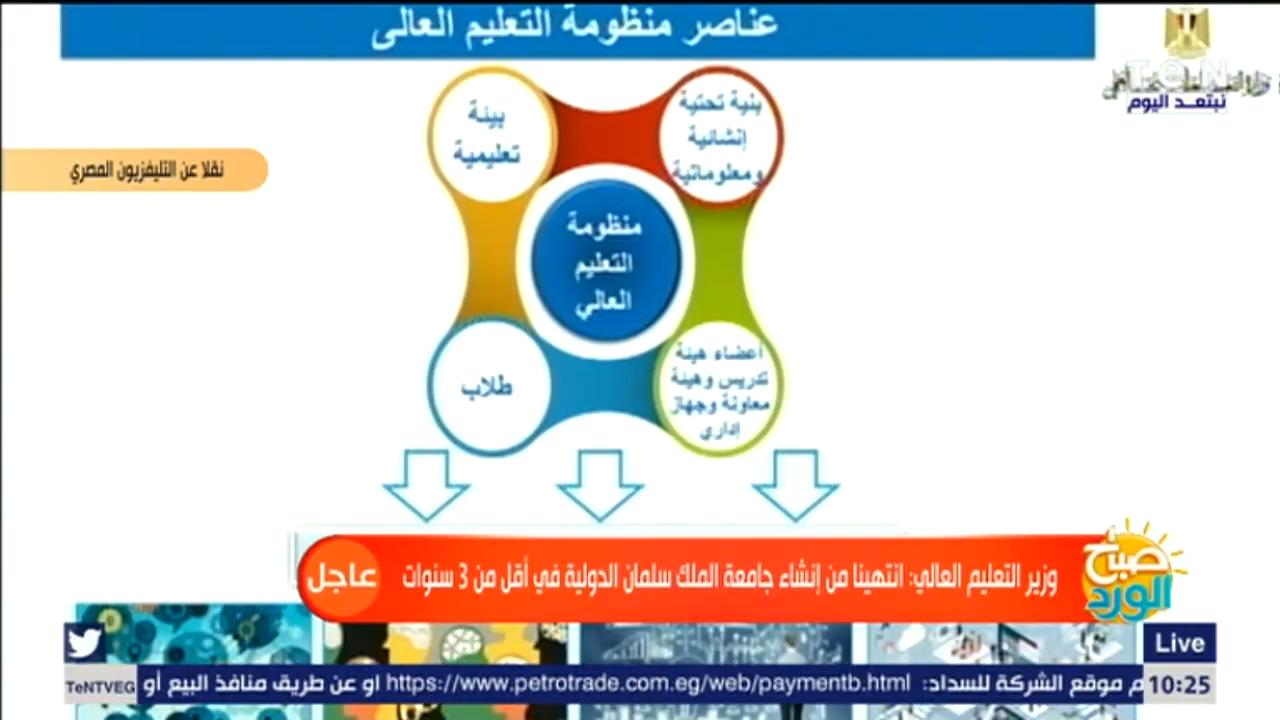 عناصر منظومة التعليم العالى
TeN
نبتعد اليوم
نقلا عن التليفزيون المصري
بنية تحتية
إنشائية
ومعلوماتية
بيئة
تعليمية
منظومة
التعليم
العالي
أعضاء هيئة
تدريس وهيئة
معاونة وجهاز
إداري
طلاب
صبح الورد
وزير التعليم العالي: انتهينا من إنشاء جامعة الملك سلمان الدولية في أقل من 3 سنوات
عاجل
Live
10:25
م موقع الشركة للسداد: https://www.petrotrade.com.eg/web/paymentb.html او عن طريق منافذ البيع أو
TeNTVEG